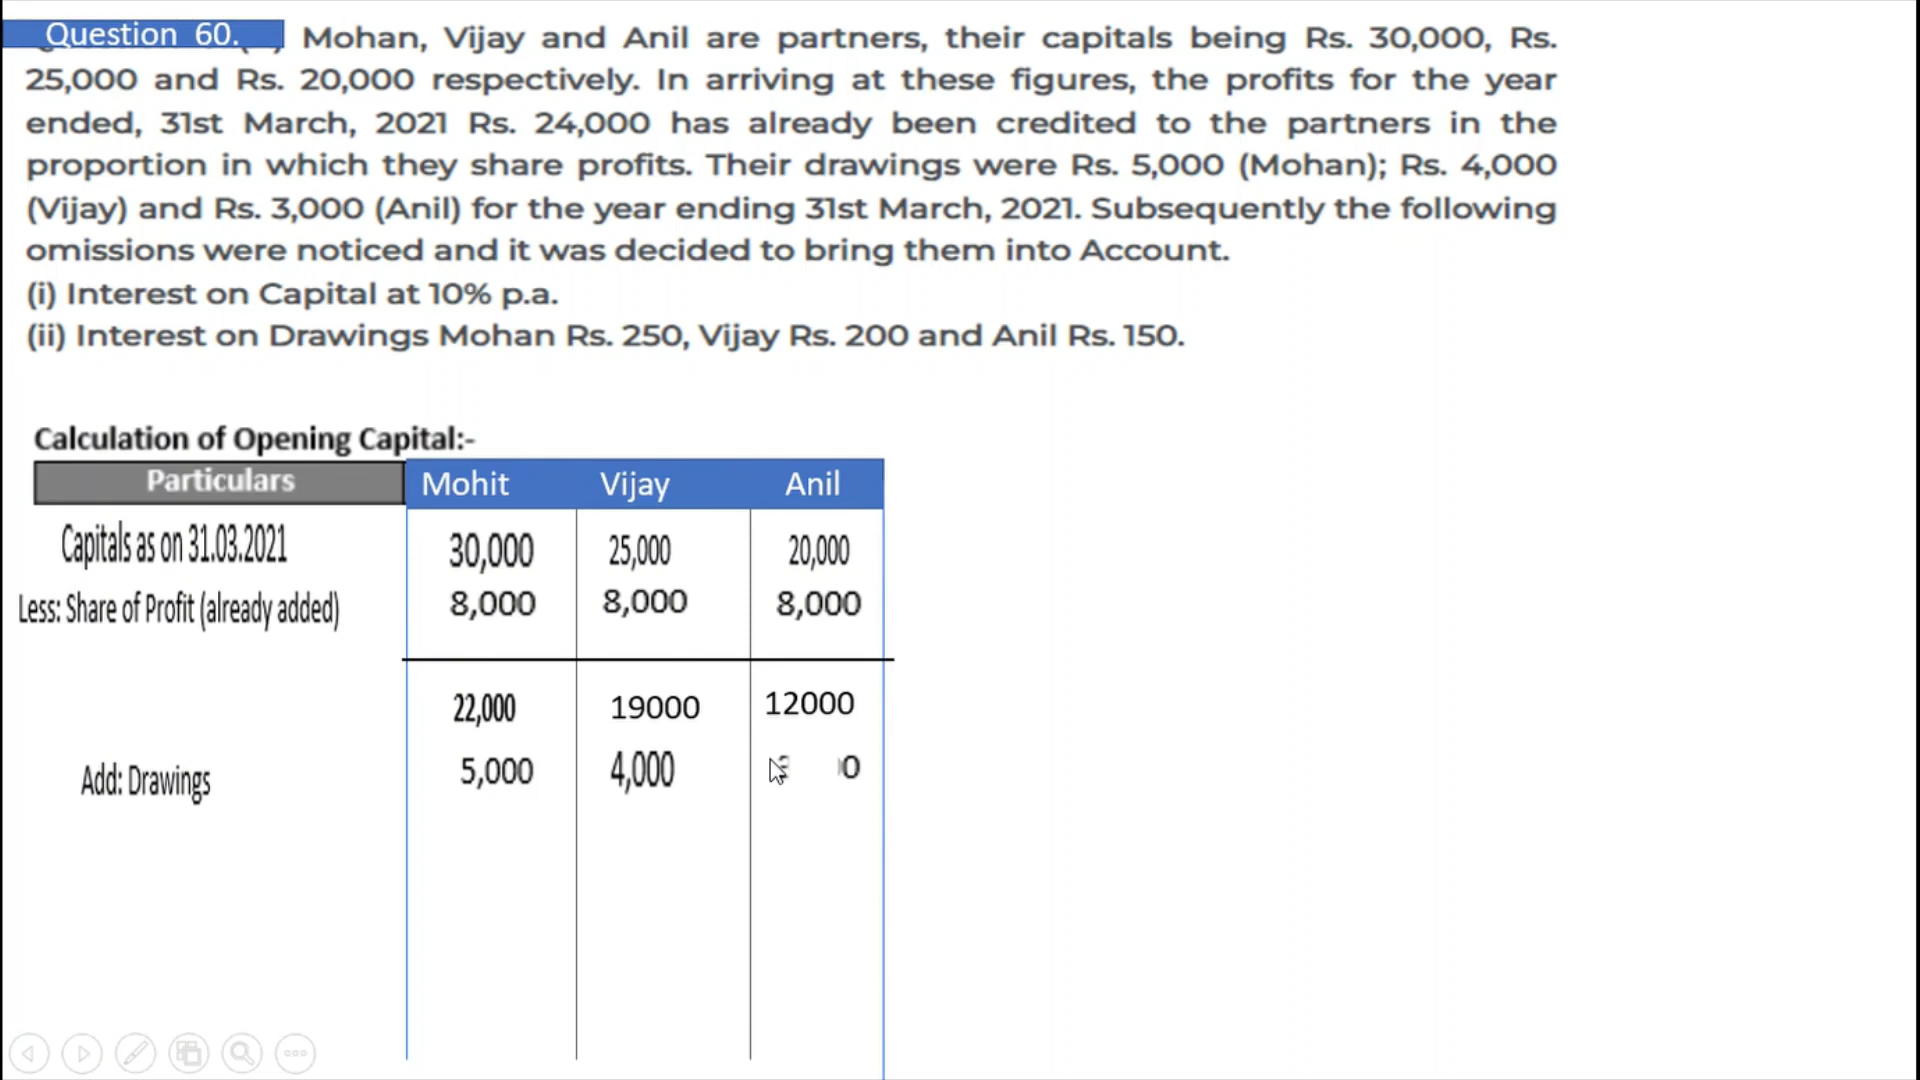 Question 60. Mohan, Vijay and Anil are partners, their capitals being Rs. 30,000, Rs.
25,000 and Rs. 20,000 respectively. In arriving at these figures, the profits for the year
ended, 31st March, 2021 Rs. 24,000 has already been credited to the partners in the
proportion in which they share profits. Their drawings were Rs. 5,000 (Mohan); Rs. 4,000
(Vijay) and Rs. 3,000 (Anil) for the year ending 31st March, 2021. Subsequently the following
omissions were noticed and it was decided to bring them into Account.
(i) Interest on Capital at 10% p.a.
(ii) Interest on Drawings Mohan Rs. 250, Vijay Rs. 200 and Anil Rs. 150.
Calculation of Opening Capital:-
Particulars Mohit Vijay Anil
Capitals as on 31.03.2021 30,000 25,000 20,000
Less: Share of Profit (already added) 8,000 8,000 8,000
22,000 19000 12000
Add: Drawings 5,000 4,000